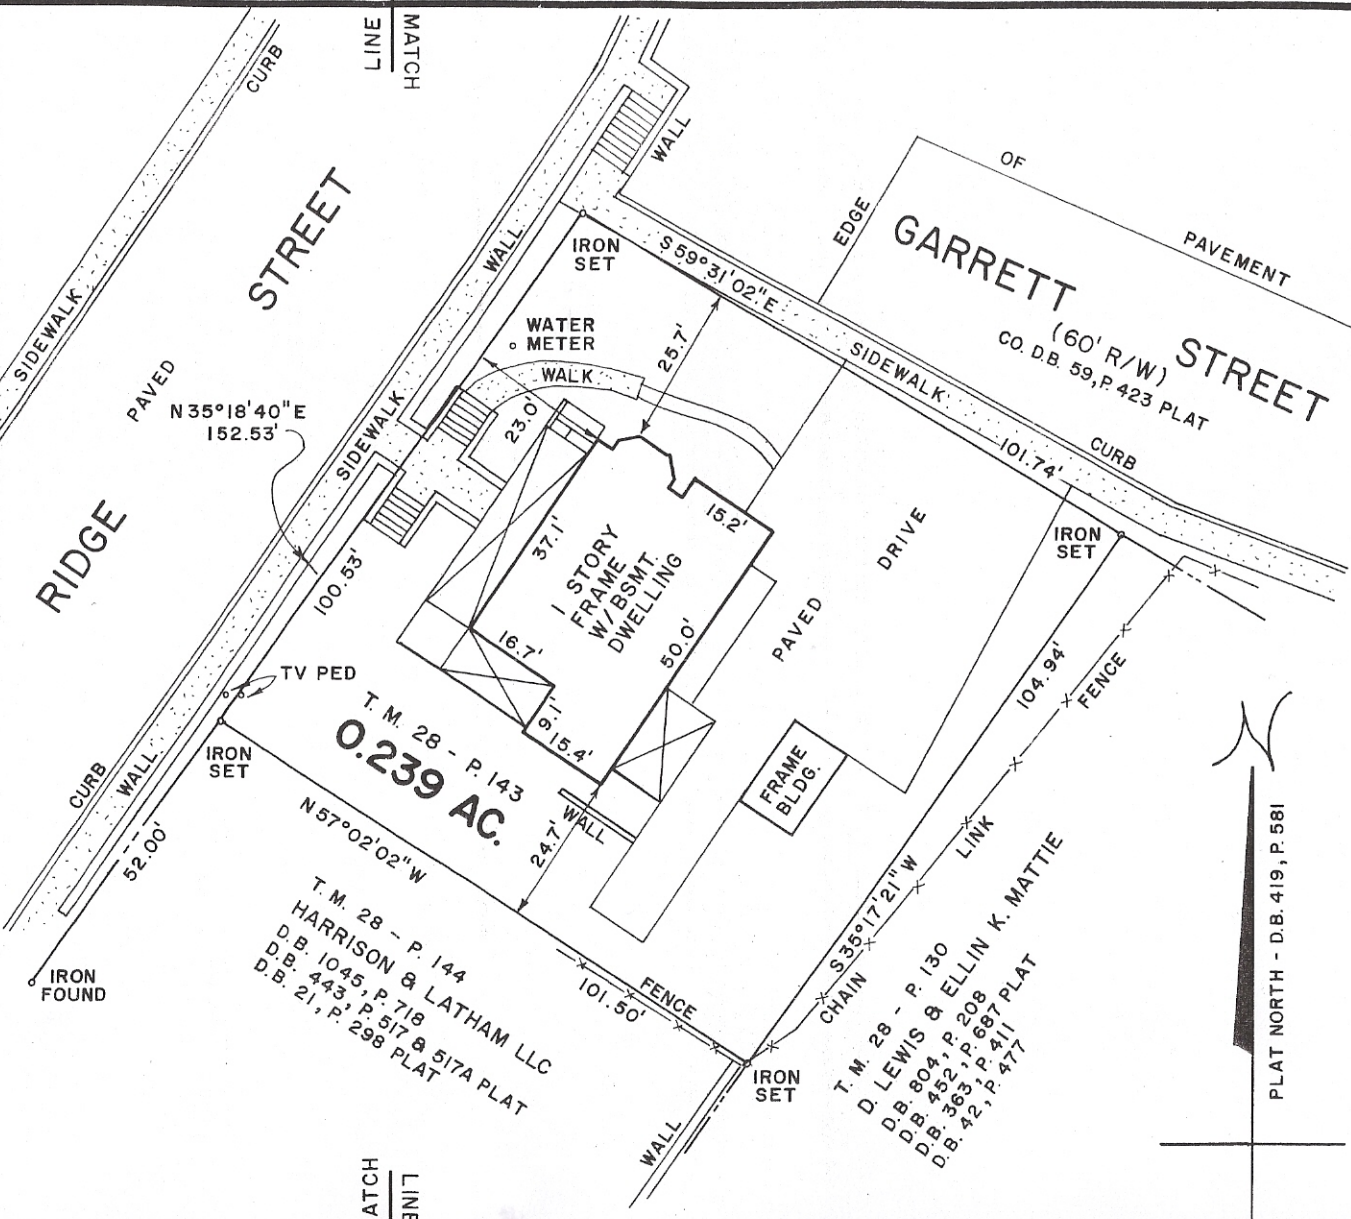 LINE
MATCH
CURB
SIDEWALK
STREET
RIDGE
PAVED
N 35°18'40"E
152.53'
SIDEWALK
WALL
WALL
IRON
SET
S 59°31'02"E
EDGE
OF
PAVEMENT
GARRETT
STREET
(60' R/W)
CO. D.B. 59, P. 423 PLAT
SIDEWALK
CURB
101.74'
WATER
METER
WALK
23.0'
25.7'
37.1'
15.2'
1 STORY
FRAME
W/ BSMT.
DWELLING
50.0'
16.7'
9.1'
15.4'
100.53'
TV PED
IRON
SET
T. M. 28 - P. 143
0.239 AC.
PAVED
DRIVE
IRON
SET
104.94'
FENCE
LINK
CHAIN
S 35°17'21" W
FRAME
BLDG.
WALL
24.7'
CURB
WALL
52.00'
IRON
FOUND
N 57°02'02" W
101.50'
FENCE
T. M. 28 - P. 144
HARRISON & LATHAM LLC
D.B. 1045, P. 718
D.B. 443, P. 517 & 517A PLAT
D.B. 21, P. 298 PLAT
IRON
SET
WALL
T. M. 28 - P. 130
D. LEWIS & ELLIN K. MATTIE
D.B. 804, P. 208
D.B. 452, P. 687 PLAT
D.B. 363, P. 411
D.B. 42, P. 477
N
PLAT NORTH - D.B. 419, P. 581
ATCH
LINE